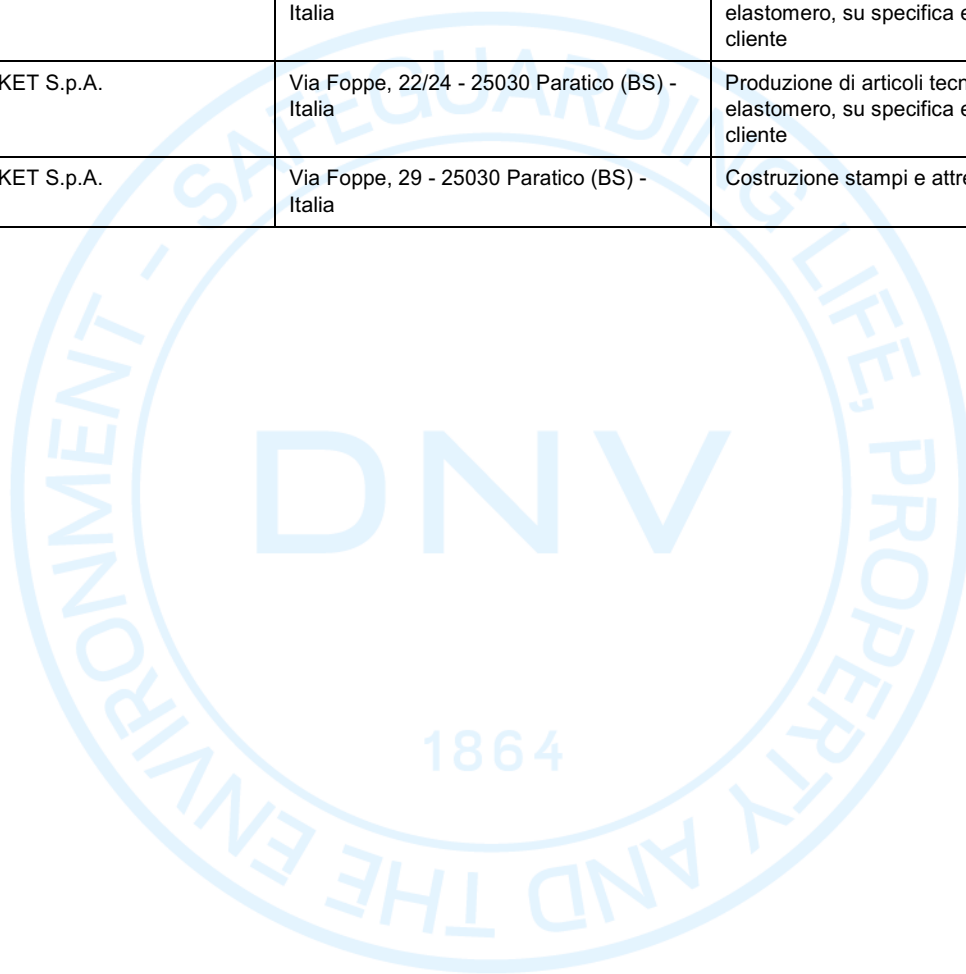 Italia
elastomero, su specifica e
cliente
KET S.p.A.
Via Foppe, 22/24 - 25030 Paratico (BS) -
Italia
Produzione di articoli tecn
elastomero, su specifica e
cliente
KET S.p.A.
Via Foppe, 29 - 25030 Paratico (BS) -
Italia
Costruzione stampi e attre
SAFEGUARDING LIFE, PROPERTY AND THE ENVIRONMENT -
DNV
1864